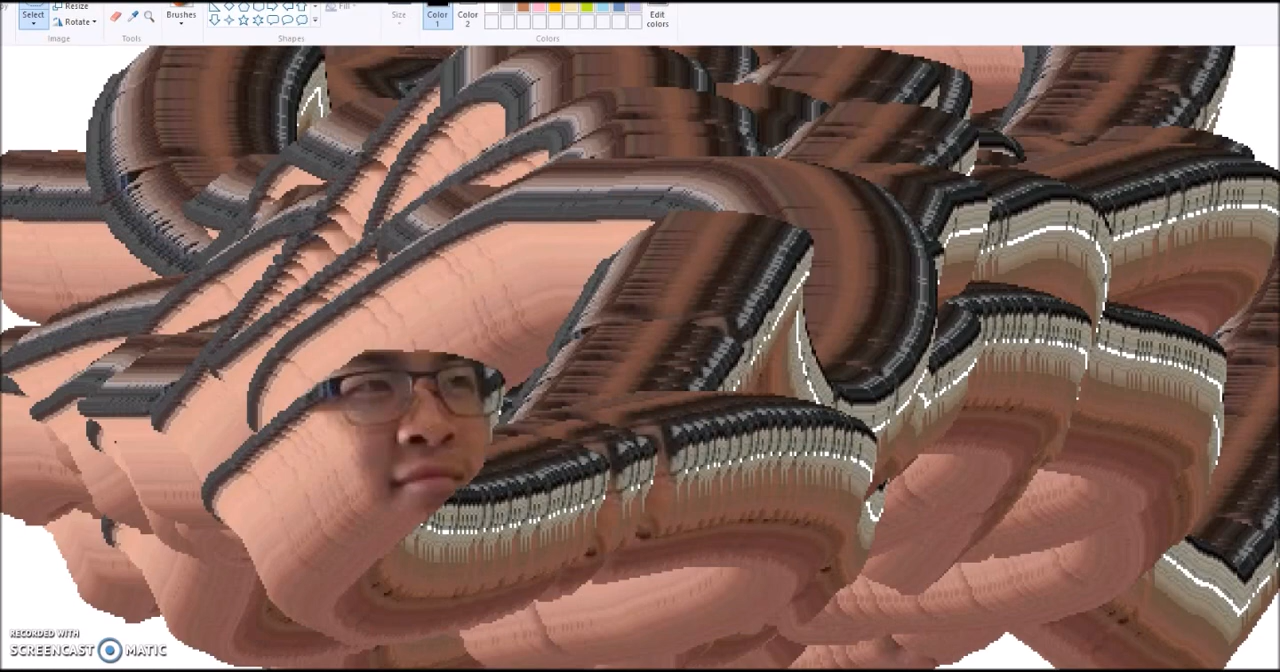 Resize
Select
Rotate
Brushes
Fill
Size
Color
1
Color
2
Edit
colors
Image
Tools
Shapes
Colors
RECORDED WITH
SCREENCAST MATIC